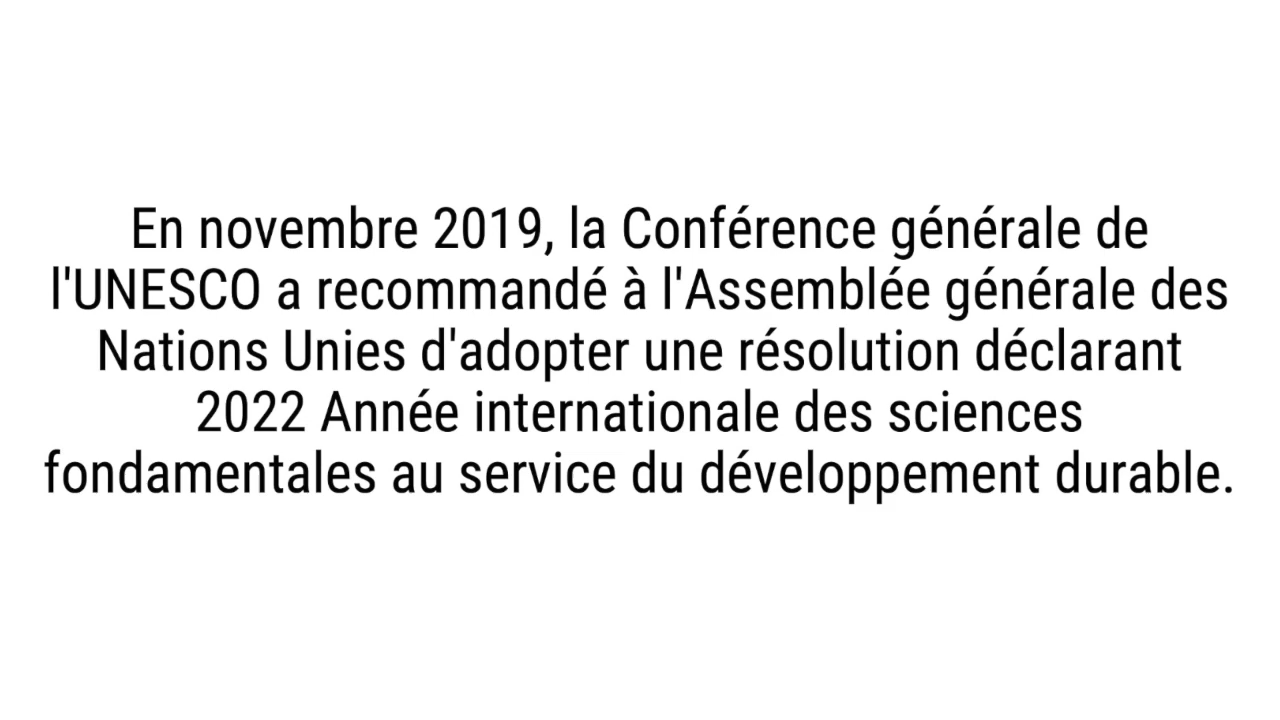 En novembre 2019, la Conférence générale de
l'UNESCO a recommandé à l'Assemblée générale des
Nations Unies d'adopter une résolution déclarant
2022 Année internationale des sciences
fondamentales au service du développement durable.